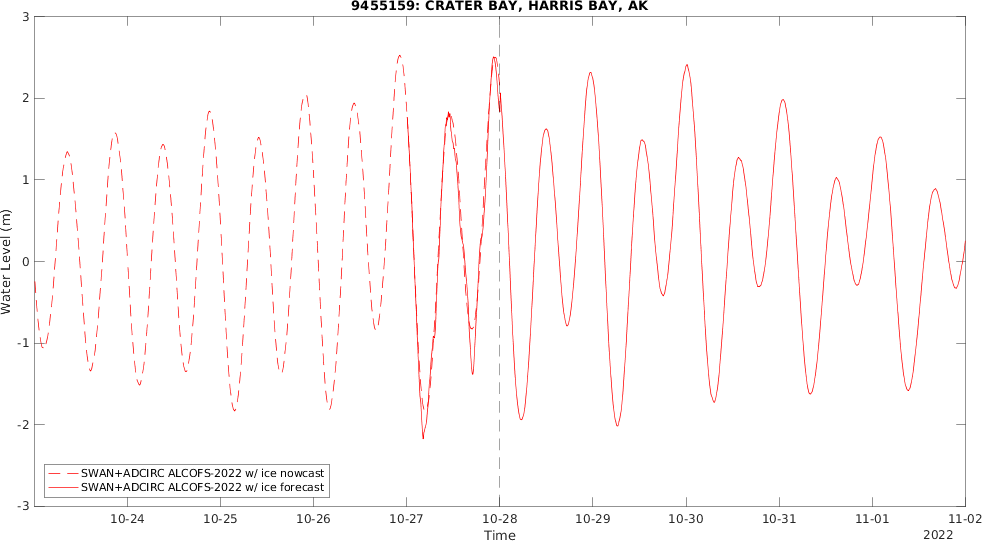 9455159: CRATER BAY, HARRIS BAY, AK
3
2
1
0
-1
-2
-3
Water Level (m)
SWAN+ADCIRC ALCOFS-2022 w/ ice nowcast
SWAN+ADCIRC ALCOFS-2022 w/ ice forecast
10-24 10-25 10-26 10-27 10-28 10-29 10-30 10-31 11-01 11-02
Time
2022